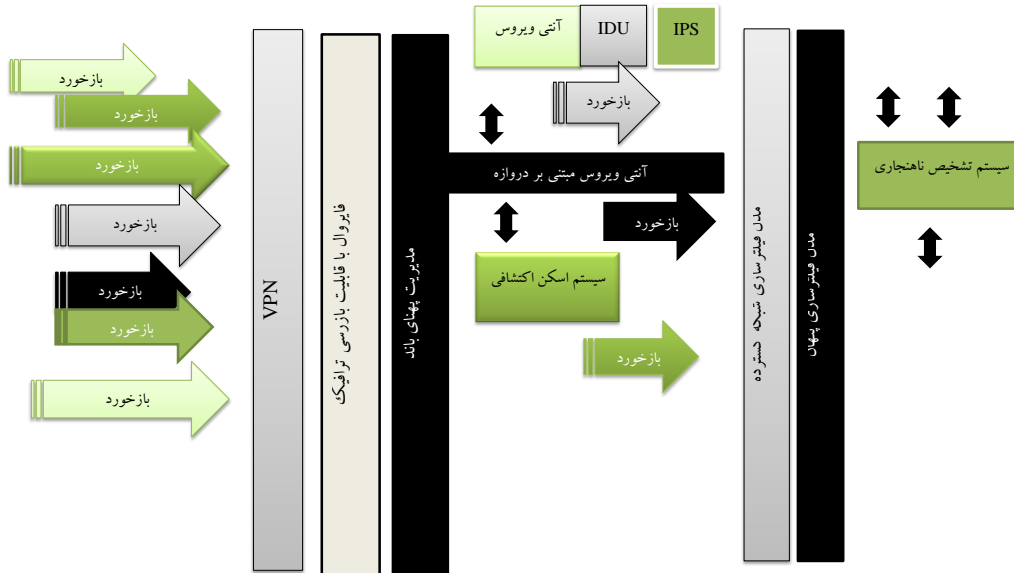 آنتی ویروس
IDU
IPS
بازخورد
بازخورد
بازخورد
بازخورد
بازخورد
بازخورد
بازخورد
بازخورد
VPN
فایروال با قابلیت بازرسی ترافیک
مدیریت پهنای باند
آنتی ویروس مبتنی بر دروازه
بازخورد
سیستم اسکن اکتشافی
بازخورد
مدل فیلترسازی شبکه گسترده
مدل فیلترسازی پنهان
سیستم تشخیص ناهنجاری